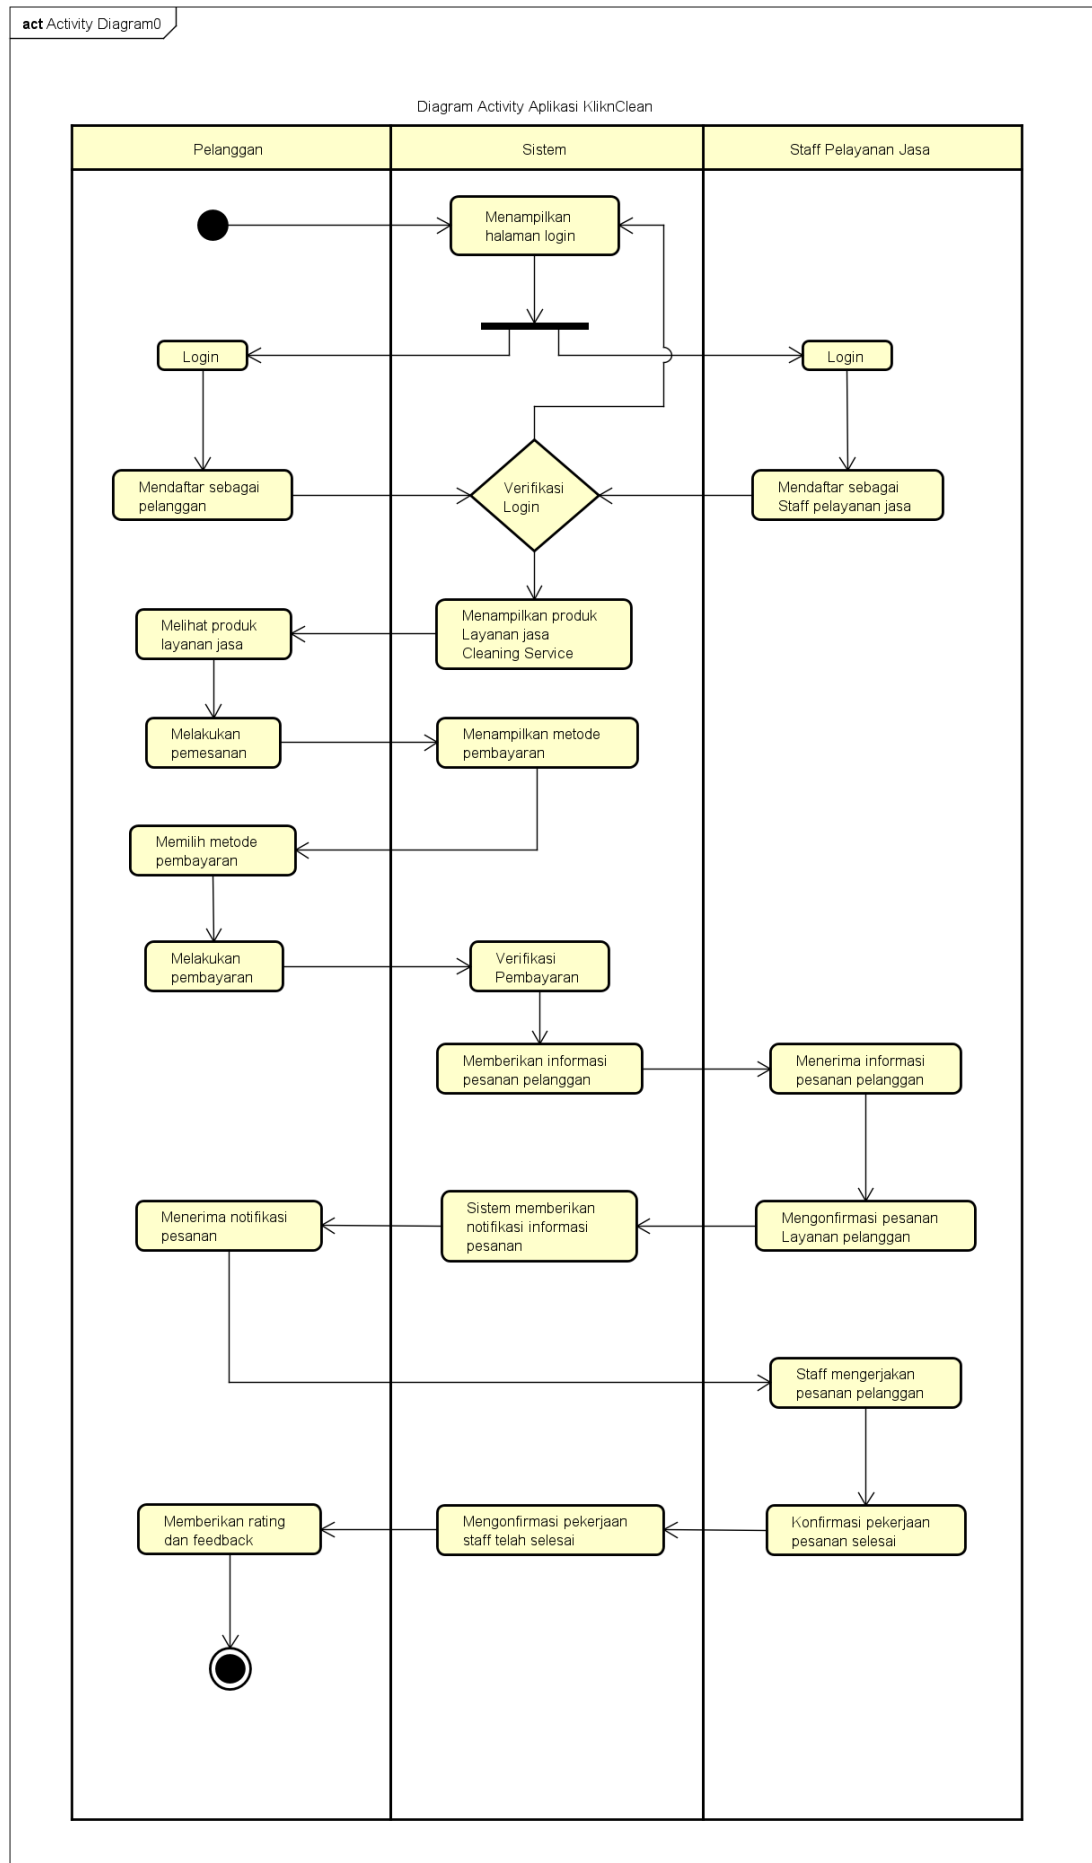 act Activity Diagram0
Diagram Activity Aplikasi KliknClean
Pelanggan
Sistem
Staff Pelayanan Jasa
Menampilkan
halaman login
Login
Login
Mendaftar sebagai
pelanggan
Verifikasi
Login
Mendaftar sebagai
Staff pelayanan jasa
Melihat produk
layanan jasa
Menampilkan produk
Layanan jasa
Cleaning Service
Melakukan
pemesanan
Menampilkan metode
pembayaran
Memilih metode
pembayaran
Melakukan
pembayaran
Verifikasi
Pembayaran
Memberikan informasi
pesanan pelanggan
Menerima informasi
pesanan pelanggan
Menerima notifikasi
pesanan
Sistem memberikan
notifikasi informasi
pesanan
Mengonfirmasi pesanan
Layanan pelanggan
Staff mengerjakan
pesanan pelanggan
Memberikan rating
dan feedback
Mengonfirmasi pekerjaan
staff telah selesai
Konfirmasi pekerjaan
pesanan selesai